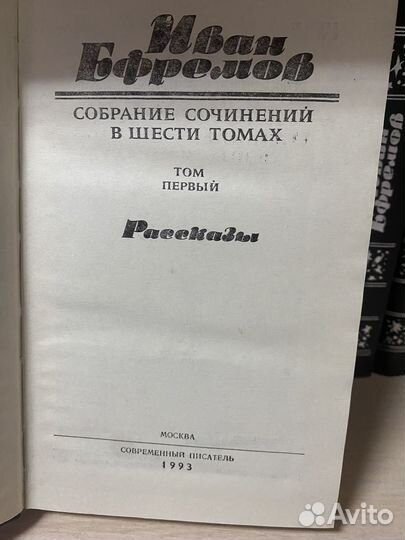 Иван
Ефремов
СОБРАНИЕ СОЧИНЕНИЙ
В ШЕСТИ ТОМАХ
ТОМ
ПЕРВЫЙ
Рассказы
МОСКВА
СОВРЕМЕННЫЙ ПИСАТЕЛЬ
1993
Avito